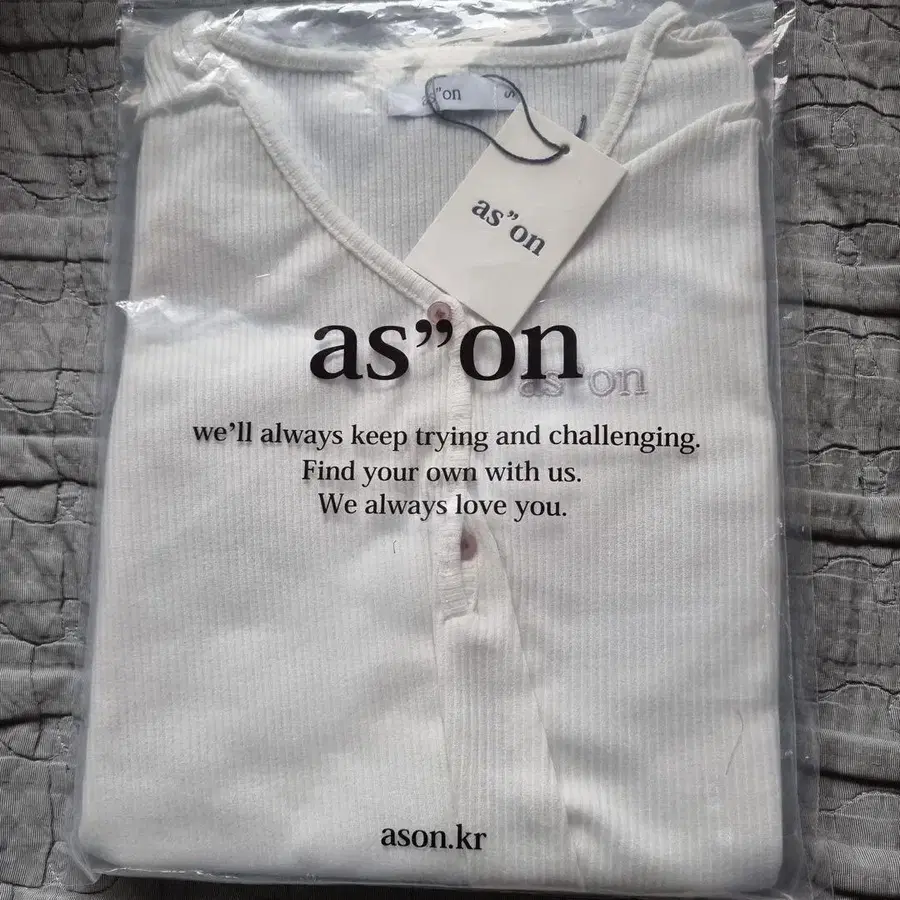 as”on
S
as”on
as”on
as”on
we’ll always keep trying and challenging.
Find your own with us.
We always love you.
ason.kr